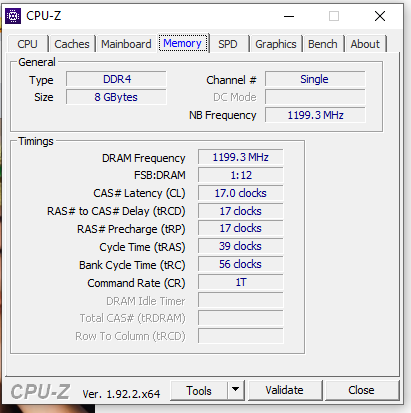 CPU-Z
CPU Caches Mainboard Memory SPD Graphics Bench About
General
Type DDR4 Channel # Single
Size 8 GBytes DC Mode
NB Frequency 1199.3 MHz
Timings
DRAM Frequency 1199.3 MHz
FSB:DRAM 1:12
CAS# Latency (CL) 17.0 clocks
RAS# to CAS# Delay (tRCD) 17 clocks
RAS# Precharge (tRP) 17 clocks
Cycle Time (tRAS) 39 clocks
Bank Cycle Time (tRC) 56 clocks
Command Rate (CR) 1T
DRAM Idle Timer
Total CAS# (tRDRAM)
Row To Column (tRCD)
CPU-Z Ver. 1.92.2.x64 Tools Validate Close